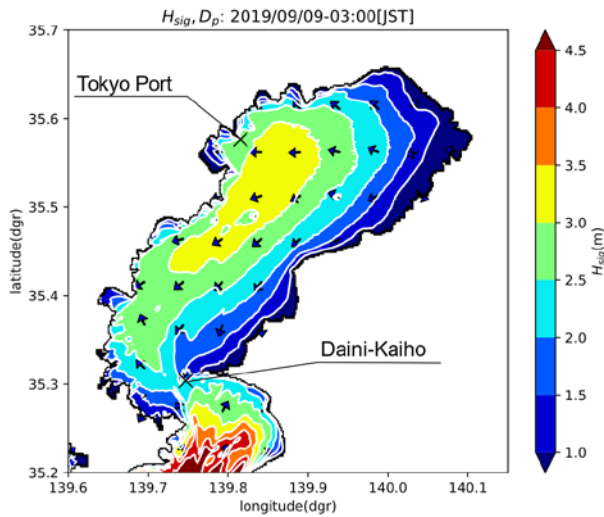 H_sig, D_p: 2019/09/09-03:00[JST]
35.7
Tokyo Port
35.6
35.5
35.4
Daini-Kaiho
35.3
35.2
139.6 139.7 139.8 139.9 140.0 140.1
longitude(dgr)
latitude(dgr)
4.5
4.0
3.5
3.0
2.5
2.0
1.5
1.0
H_sig(m)